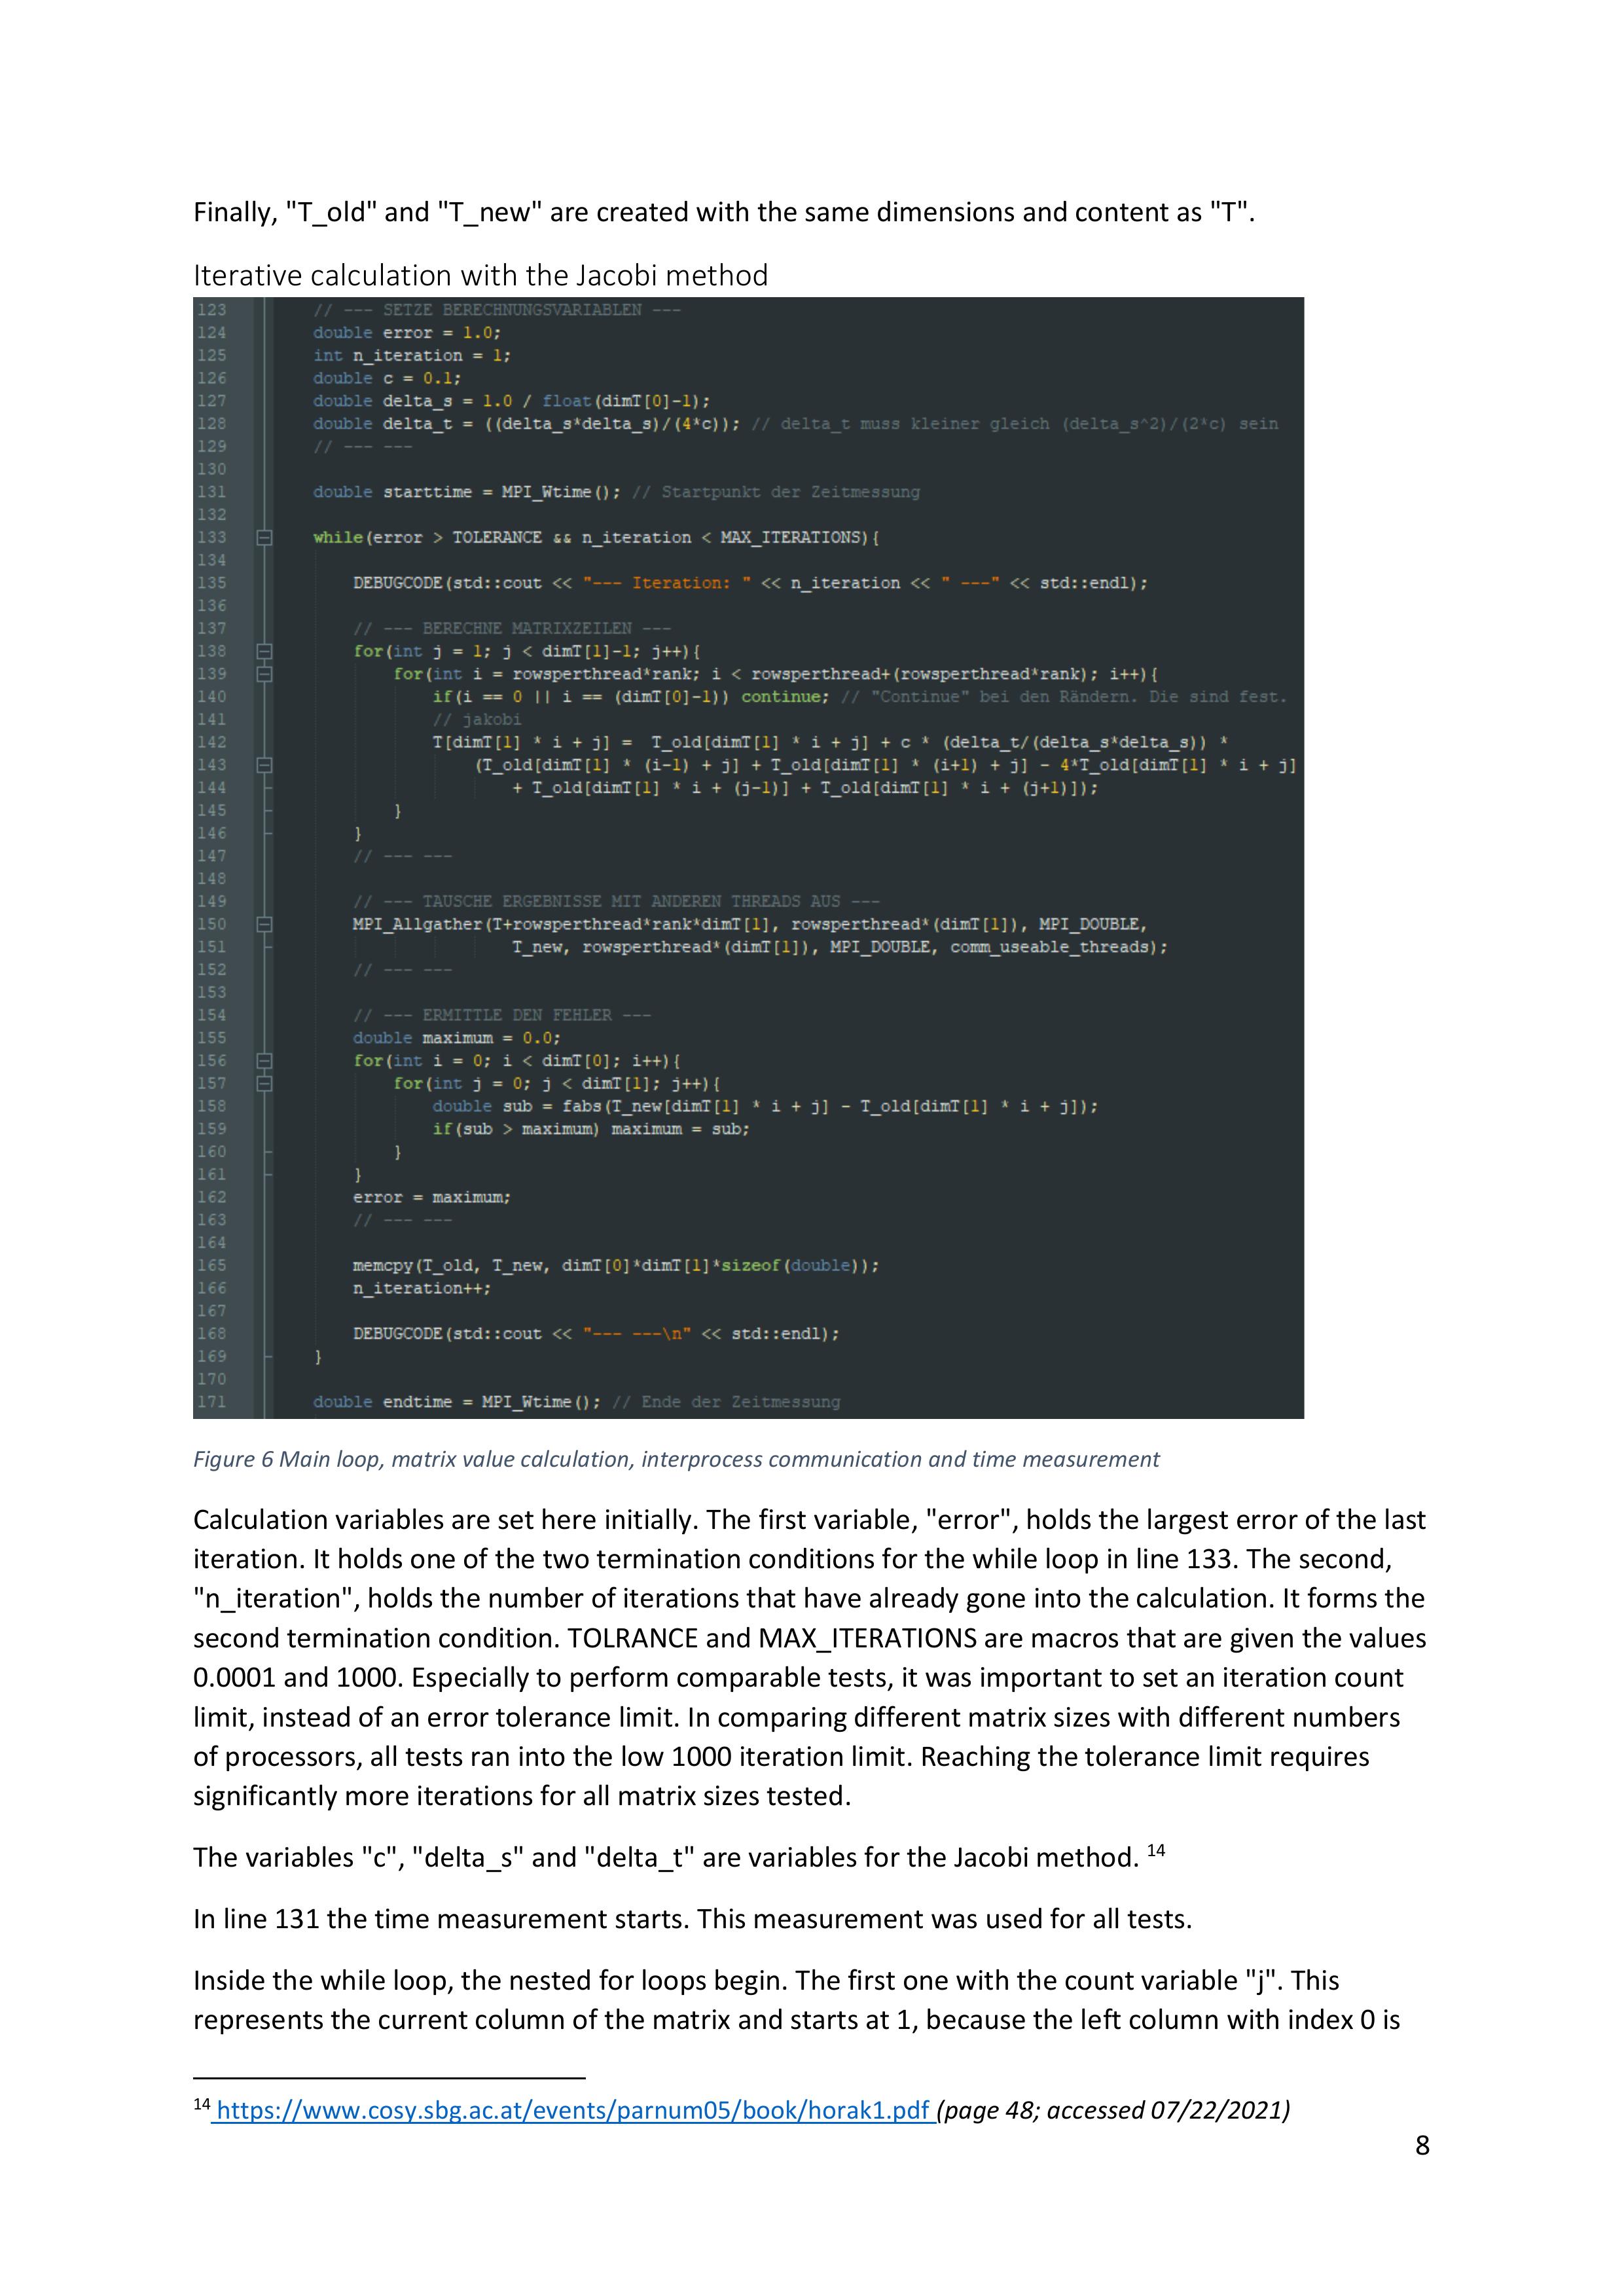 Finally, "T_old" and "T_new" are created with the same dimensions and content as "T".
Iterative calculation with the Jacobi method
123 // --- SETZE BERECHNUNGSVARIABLEN ---
124 double error = 1.0;
125 int n_iteration = 1;
126 double c = 0.1;
127 double delta_s = 1.0 / float(dimT[0]-1);
128 double delta_t = ((delta_s*delta_s)/(4*c)); // delta_t muss kleiner gleich (delta_s^2)/(2*c) sein
129 // --- ---
130
131 double starttime = MPI_Wtime(); // Startpunkt der Zeitmessung
132
133 while(error > TOLERANCE && n_iteration < MAX_ITERATIONS){
134
135 DEBUGCODE(std::cout << "--- Iteration: " << n_iteration << " ---" << std::endl);
136
137 // --- BERECHNE MATRIXZEILEN ---
138 for(int j = 1; j < dimT[1]-1; j++){
139 for(int i = rowsperthread*rank; i < rowsperthread+(rowsperthread*rank); i++){
140 if(i == 0 || i == (dimT[0]-1)) continue; // "Continue" bei den Rändern. Die sind fest.
141 // jakobi
142 T[dimT[1] * i + j] = T_old[dimT[1] * i + j] + c * (delta_t/(delta_s*delta_s)) *
143 (T_old[dimT[1] * (i-1) + j] + T_old[dimT[1] * (i+1) + j] - 4*T_old[dimT[1] * i + j]
144 + T_old[dimT[1] * i + (j-1)] + T_old[dimT[1] * i + (j+1)]);
145 }
146 }
147 // --- ---
148
149 // --- TAUSCHE ERGEBNISSE MIT ANDEREN THREADS AUS ---
150 MPI_Allgather(T+rowsperthread*rank*dimT[1], rowsperthread*(dimT[1]), MPI_DOUBLE,
151 T_new, rowsperthread*(dimT[1]), MPI_DOUBLE, comm_useable_threads);
152 // --- ---
153
154 // --- ERMITTLE DEN FEHLER ---
155 double maximum = 0.0;
156 for(int i = 0; i < dimT[0]; i++){
157 for(int j = 0; j < dimT[1]; j++){
158 double sub = fabs(T_new[dimT[1] * i + j] - T_old[dimT[1] * i + j]);
159 if(sub > maximum) maximum = sub;
160 }
161 }
162 error = maximum;
163 // --- ---
164
165 memcpy(T_old, T_new, dimT[0]*dimT[1]*sizeof(double));
166 n_iteration++;
167
168 DEBUGCODE(std::cout << "--- ---\n" << std::endl);
169 }
170
171 double endtime = MPI_Wtime(); // Ende der Zeitmessung
Figure 6 Main loop, matrix value calculation, interprocess communication and time measurement
Calculation variables are set here initially. The first variable, "error", holds the largest error of the last
iteration. It holds one of the two termination conditions for the while loop in line 133. The second,
"n_iteration", holds the number of iterations that have already gone into the calculation. It forms the
second termination condition. TOLRANCE and MAX_ITERATIONS are macros that are given the values
0.0001 and 1000. Especially to perform comparable tests, it was important to set an iteration count
limit, instead of an error tolerance limit. In comparing different matrix sizes with different numbers
of processors, all tests ran into the low 1000 iteration limit. Reaching the tolerance limit requires
significantly more iterations for all matrix sizes tested.
The variables "c", "delta_s" and "delta_t" are variables for the Jacobi method. 14
In line 131 the time measurement starts. This measurement was used for all tests.
Inside the while loop, the nested for loops begin. The first one with the count variable "j". This
represents the current column of the matrix and starts at 1, because the left column with index 0 is
14 https://www.cosy.sbg.ac.at/events/parnum05/book/horak1.pdf (page 48; accessed 07/22/2021)
8